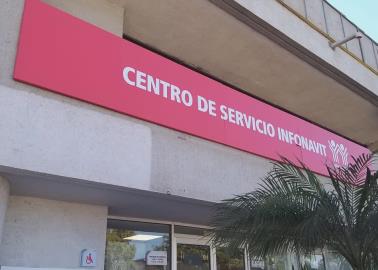 CENTRO DE SERVICIO INFONAVIT